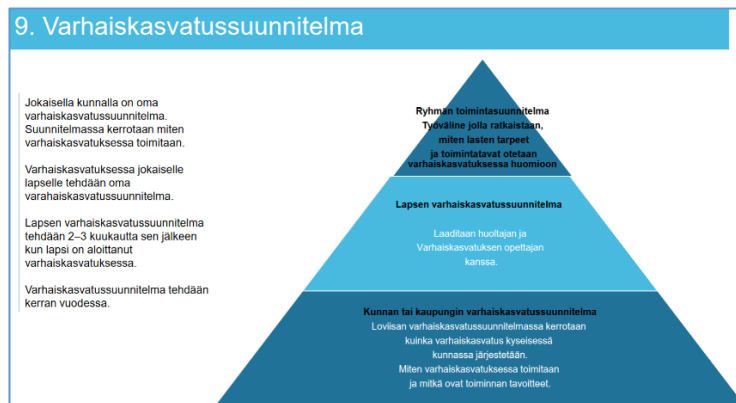 9. Varhaiskasvatussuunnitelma
Jokaisella kunnalla on oma
varhaiskasvatussuunnitelma.
Suunnitelmassa kerrotaan miten
varhaiskasvatuksessa toimitaan.
Varhaiskasvatuksessa jokaiselle
lapselle tehdään oma
varahaiskasvatussuunnitelma.
Lapsen varhaiskasvatussuunnitelma
tehdään 2–3 kuukautta sen jälkeen
kun lapsi on aloittanut
varhaiskasvatuksessa.
Varhaiskasvatussuunnitelma tehdään
kerran vuodessa.
Ryhmän toimintasuunnitelma
Työväline jolla ratkaistaan,
miten lasten tarpeet
ja toimintatavat otetaan
varhaiskasvatuksessa huomioon
Lapsen varhaiskasvatussuunnitelma
Laaditaan huoltajan ja
Varhaiskasvatuksen opettajan
kanssa.
Kunnan tai kaupungin varhaiskasvatussuunnitelma
Loviisan varhaiskasvatussuunnitelmassa kerrotaan
kuinka varhaiskasvatus kyseisessä
kunnassa järjestetään.
Miten varhaiskasvatuksessa toimitaan
ja mitkä ovat toiminnan tavoitteet.